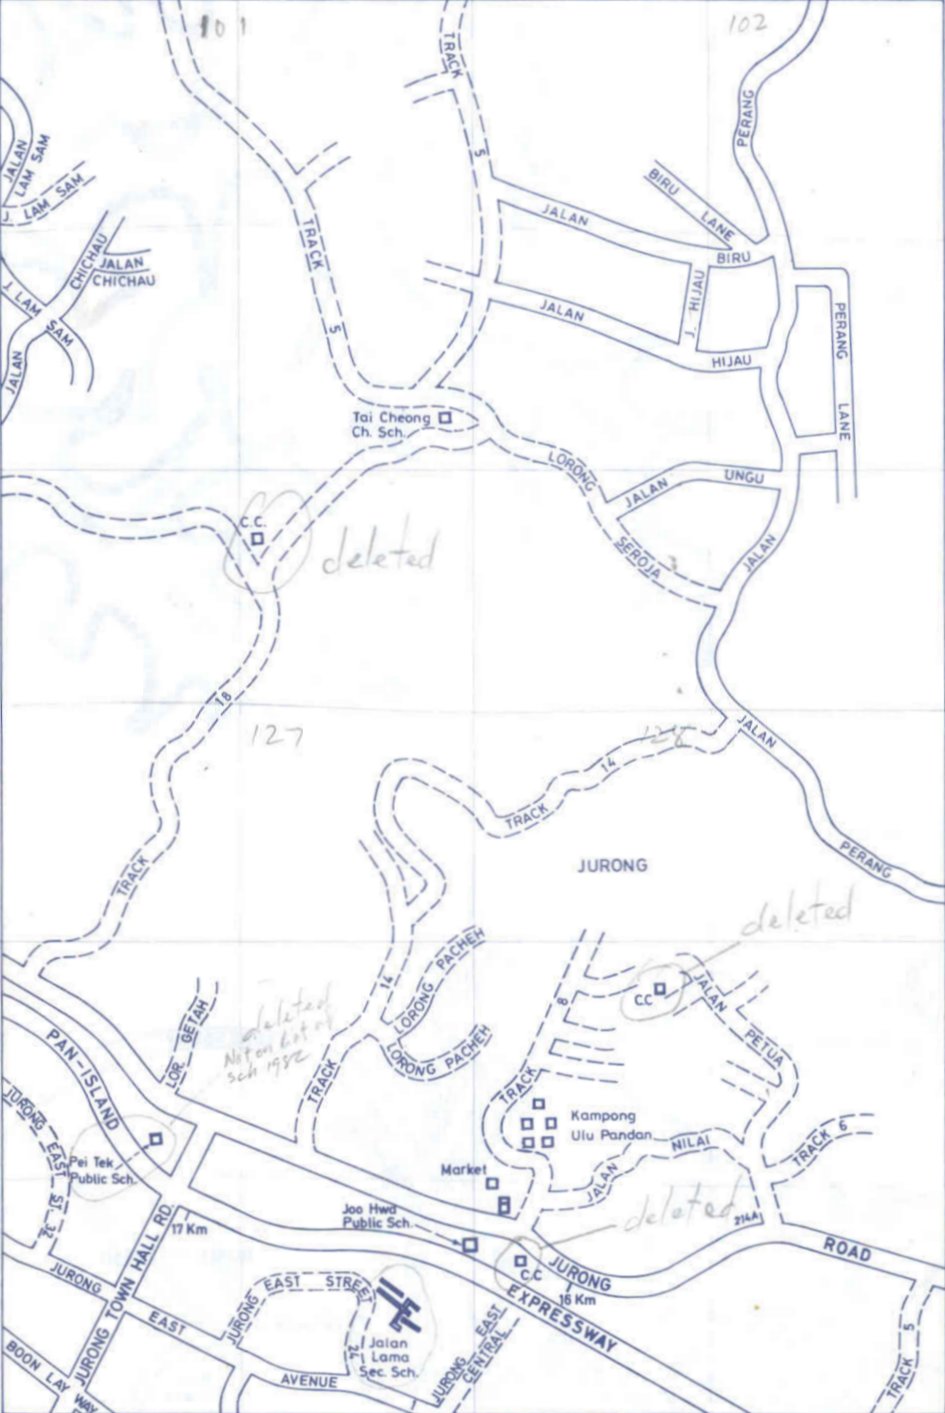 101
102
TRACK
5
PERANG
JALAN
LAM SAM
J. LAM SAM
BIRU LANE
JALAN
BIRU
CHICHAU
JALAN
CHICHAU
TRACK
5
J. HIJAU
J. LAM SAM
JALAN
HIJAU
PERANG LANE
JALAN
Tai Cheong
Ch. Sch.
LORONG
SEROJA
JALAN
UNGU
C.C.
deleted
JALAN
18
127
128
JALAN
PERANG
14
TRACK
TRACK
JURONG
deleted
14
LORONG PACHEH
LORONG PACHEH
C.C
JALAN
PETUA
8
TRACK
LOR. GETAH
deleted
Not on list of
sch 1982
PAN-ISLAND
TRACK
JURONG EAST ST. 32
Kampong
Ulu Pandan
Pei Tek
Public Sch.
Market
JALAN
NILAI
TRACK 6
Joo Hwa
Public Sch.
deleted
214A
17 Km
JURONG TOWN HALL RD
C.C
JURONG
ROAD
16 Km
EXPRESSWAY
JURONG
EAST
JURONG EAST STREET
24
Jalan
Lama
Sec. Sch.
AVENUE
JURONG EAST
CENTRAL
5
TRACK
BOON LAY WAY